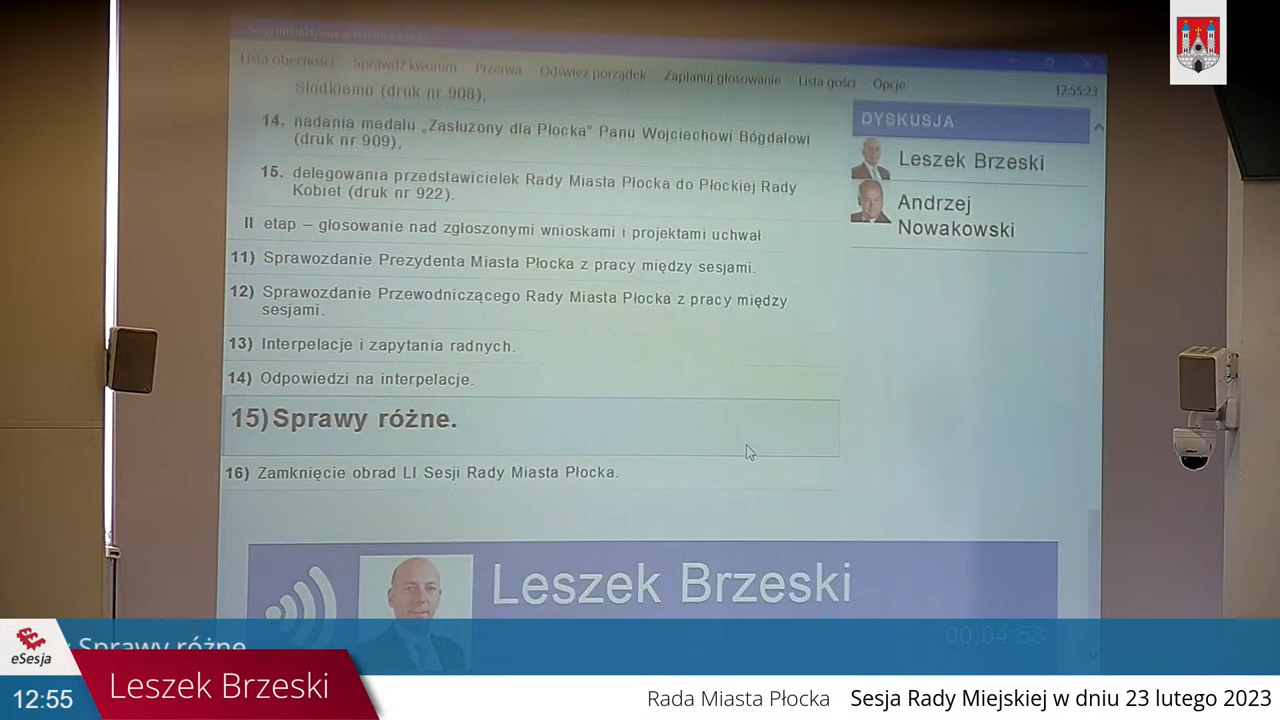 Lista obecności Sprawdź kworum Przerwa Odśwież porządek Zaplanuj głosowanie Lista gości Opcje
12:55:23
Słodkiemu (druk nr 908),
14. nadania medalu „Zasłużony dla Płocka" Panu Wojciechowi Bógdałowi
(druk nr 909),
15. delegowania przedstawicielek Rady Miasta Płocka do Płockiej Rady
Kobiet (druk nr 922).
II etap – głosowanie nad zgłoszonymi wnioskami i projektami uchwał
11) Sprawozdanie Prezydenta Miasta Płocka z pracy między sesjami.
12) Sprawozdanie Przewodniczącego Rady Miasta Płocka z pracy między
sesjami.
13) Interpelacje i zapytania radnych.
14) Odpowiedzi na interpelacje.
15) Sprawy różne.
16) Zamknięcie obrad LI Sesji Rady Miasta Płocka.
DYSKUSJA
Leszek Brzeski
Andrzej
Nowakowski
Leszek Brzeski
00:04:58
Sprawy różne
eSesja
12:55
Leszek Brzeski
Rada Miasta Płocka Sesja Rady Miejskiej w dniu 23 lutego 2023